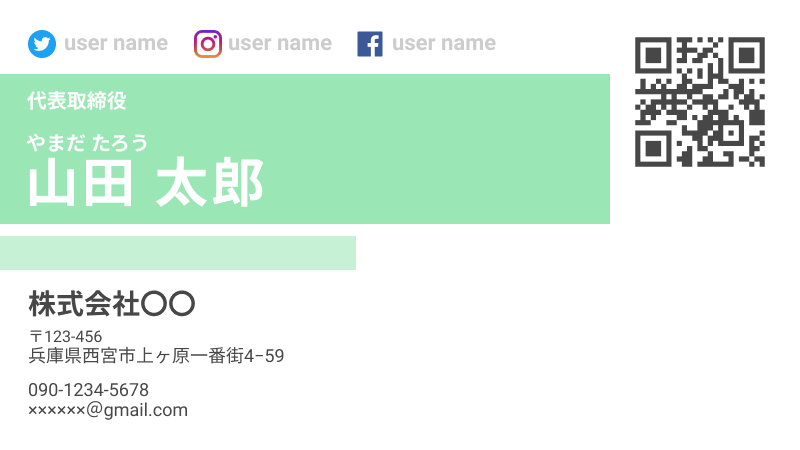 user name user name user name
代表取締役
やまだ たろう
山田 太郎
株式会社〇〇
〒123-456
兵庫県西宮市上ヶ原一番街4−59
090-1234-5678
××××××@gmail.com